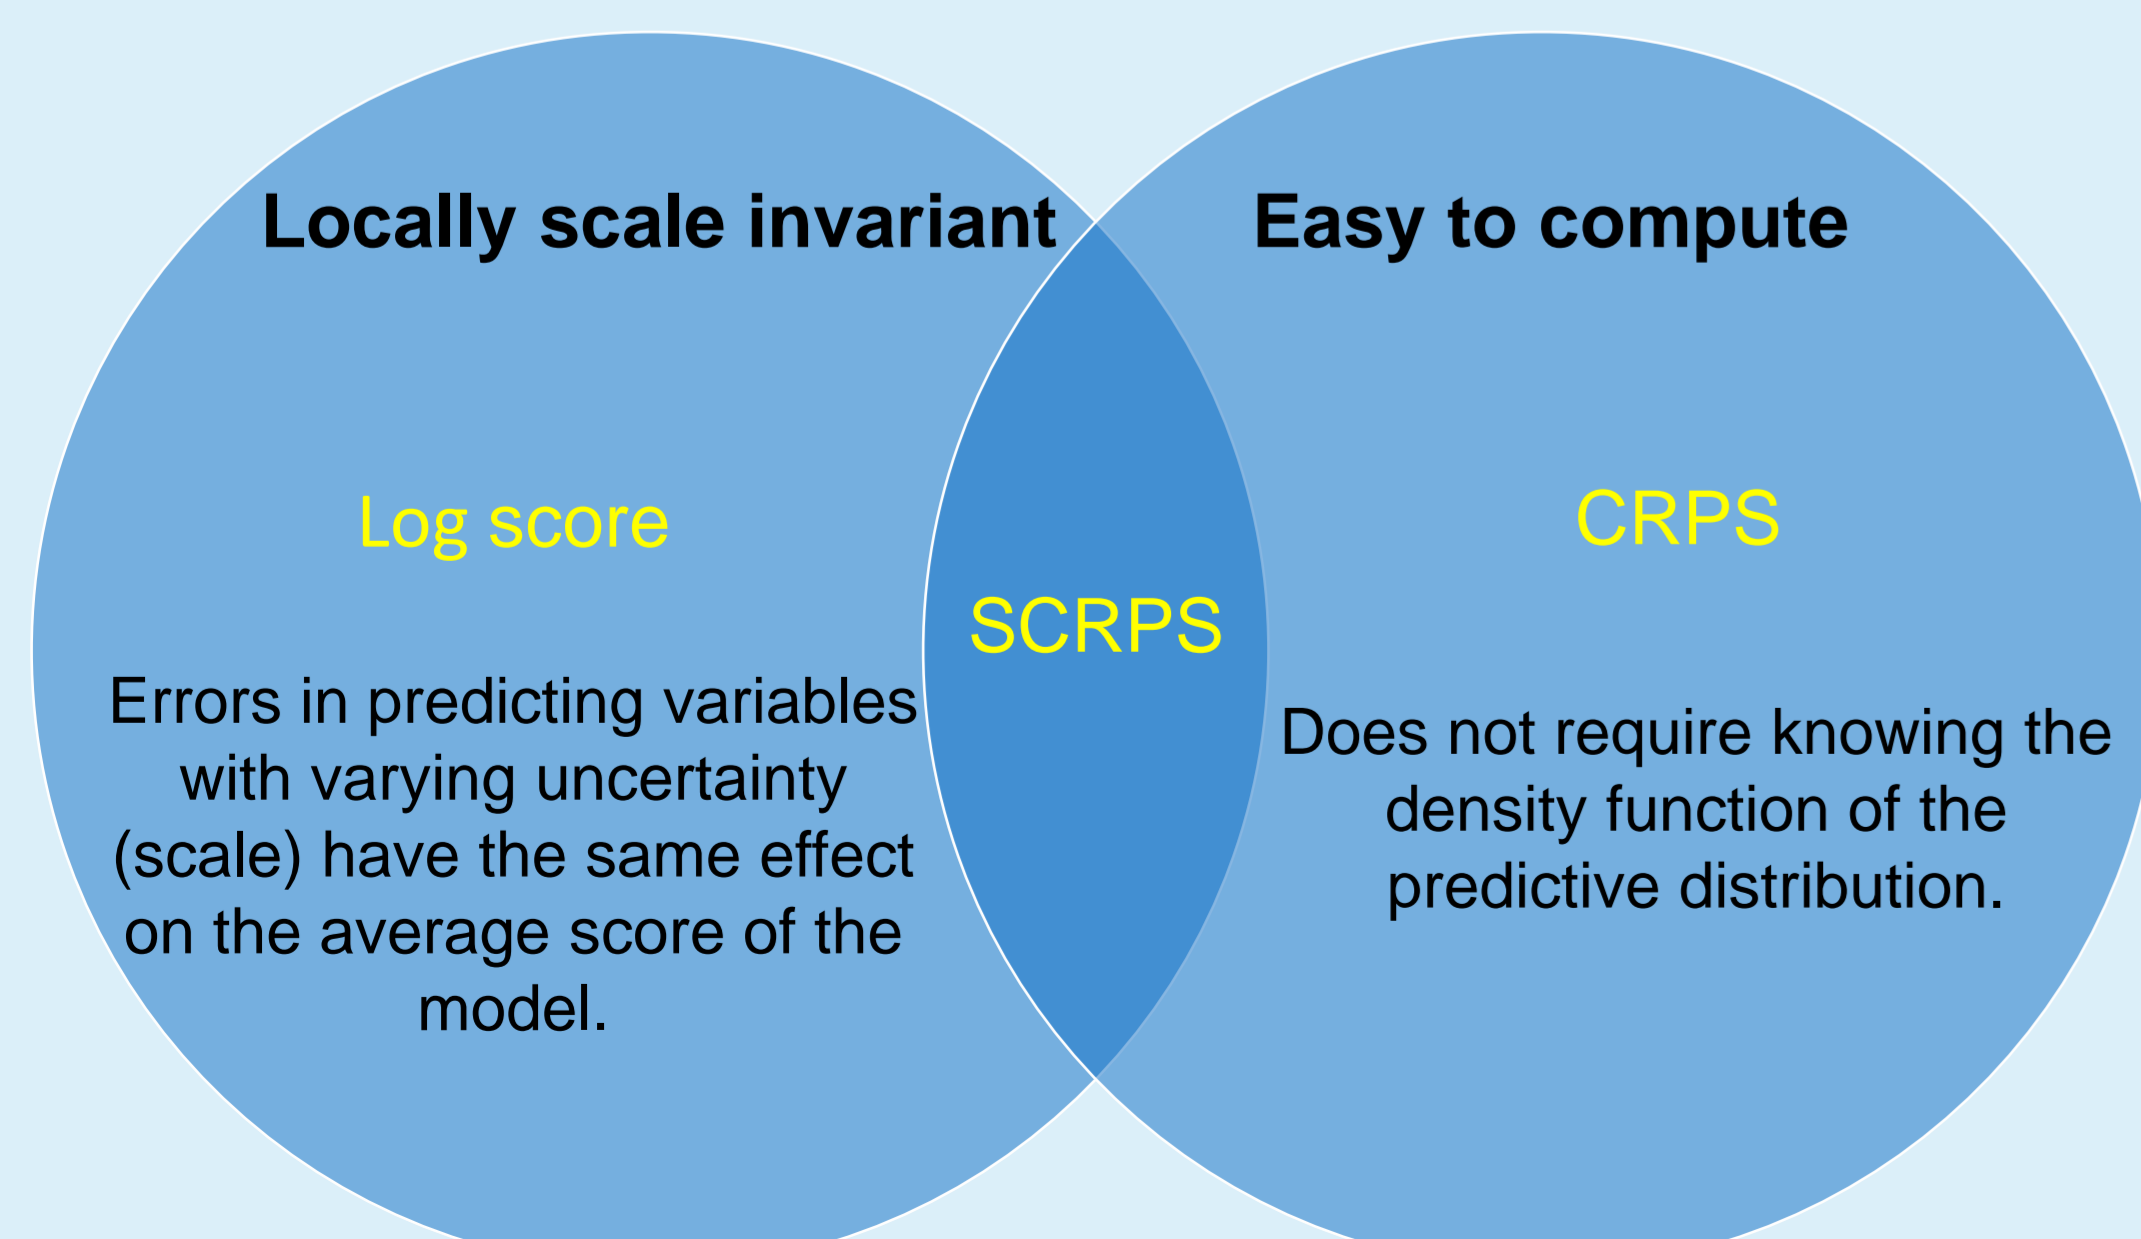 Locally scale invariant
Log score
Errors in predicting variables
with varying uncertainty
(scale) have the same effect
on the average score of the
model.
SCRPS
Easy to compute
CRPS
Does not require knowing the
density function of the
predictive distribution.